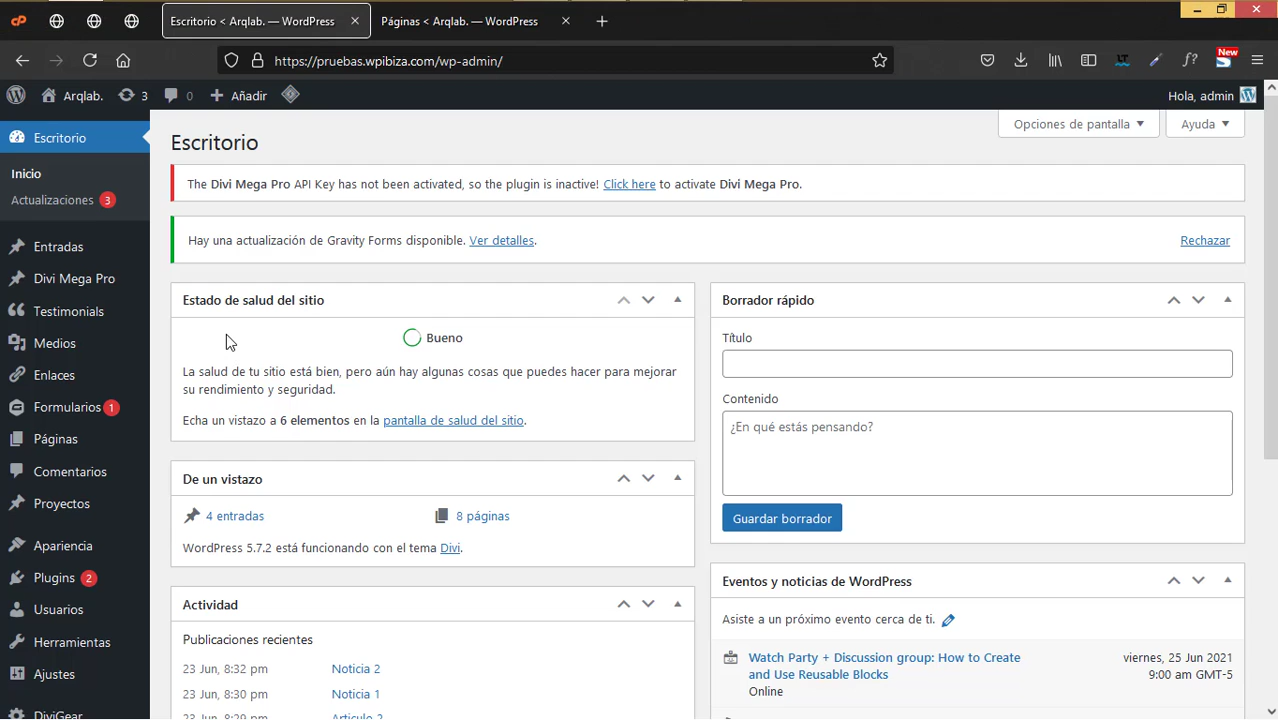 Escritorio < Arqlab. — WordPress
Páginas < Arqlab. — WordPress
https://pruebas.wpibiza.com/wp-admin/
New
Arqlab.
3
0
Añadir
Hola, admin
Escritorio
Inicio
Actualizaciones 3
Entradas
Divi Mega Pro
Testimonials
Medios
Enlaces
Formularios 1
Páginas
Comentarios
Proyectos
Apariencia
Plugins 2
Usuarios
Herramientas
Ajustes
DiviGear
Opciones de pantalla
Ayuda
Escritorio
The Divi Mega Pro API Key has not been activated, so the plugin is inactive! Click here to activate Divi Mega Pro.
Hay una actualización de Gravity Forms disponible. Ver detalles.
Rechazar
Estado de salud del sitio
Bueno
La salud de tu sitio está bien, pero aún hay algunas cosas que puedes hacer para mejorar
su rendimiento y seguridad.
Echa un vistazo a 6 elementos en la pantalla de salud del sitio.
De un vistazo
4 entradas
8 páginas
WordPress 5.7.2 está funcionando con el tema Divi.
Actividad
Publicaciones recientes
23 Jun, 8:32 pm Noticia 2
23 Jun, 8:30 pm Noticia 1
23 Jun, 8:29 pm Articulo 2
Borrador rápido
Título
Contenido
¿En qué estás pensando?
Guardar borrador
Eventos y noticias de WordPress
Asiste a un próximo evento cerca de ti.
Watch Party + Discussion group: How to Create
and Use Reusable Blocks
Online
viernes, 25 Jun 2021
9:00 am GMT-5